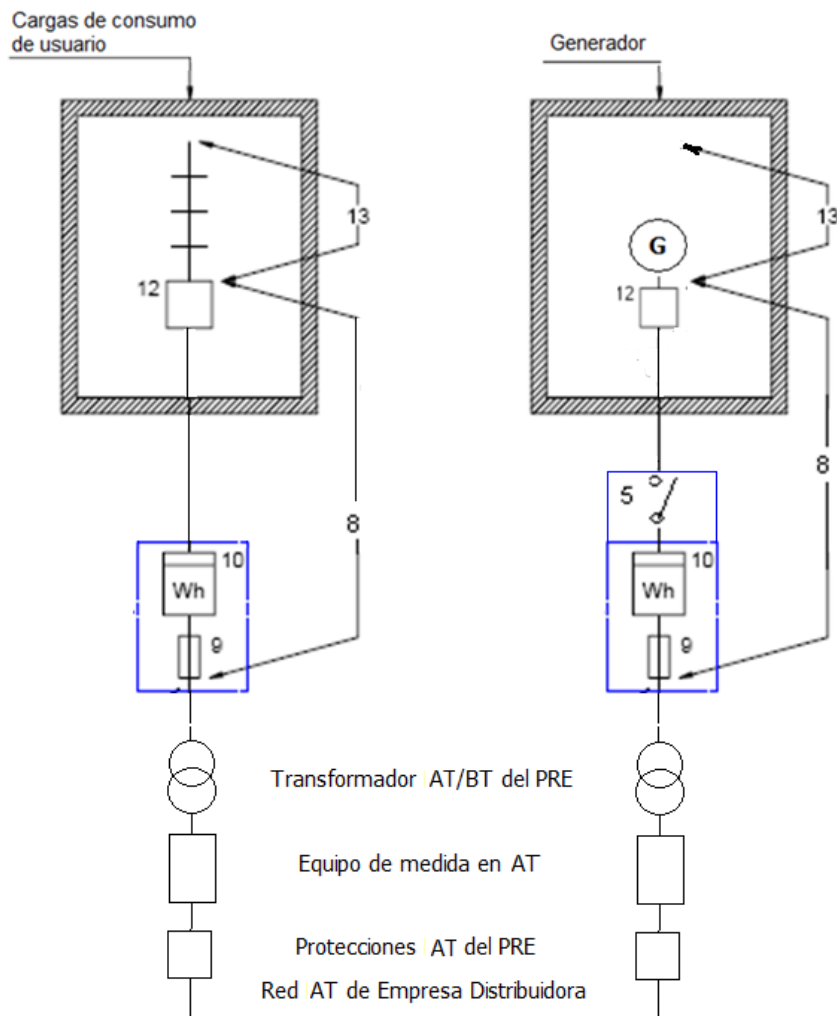 Cargas de consumo
de usuario
Generador
13
13
G
12
12
8
8
5
10
Wh
9
10
Wh
9
Transformador AT/BT del PRE
Equipo de medida en AT
Protecciones AT del PRE
Red AT de Empresa Distribuidora